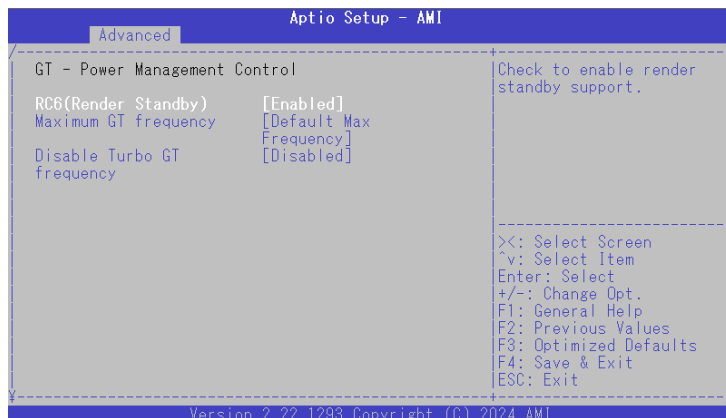 Aptio Setup - AMI
Advanced
GT - Power Management Control
RC6(Render Standby) [Enabled]
Maximum GT frequency [Default Max
Frequency]
Disable Turbo GT [Disabled]
frequency
Check to enable render
standby support.
><: Select Screen
^v: Select Item
Enter: Select
+/-: Change Opt.
F1: General Help
F2: Previous Values
F3: Optimized Defaults
F4: Save & Exit
ESC: Exit
Version 2.22.1293 Copyright (C) 2024 AMI